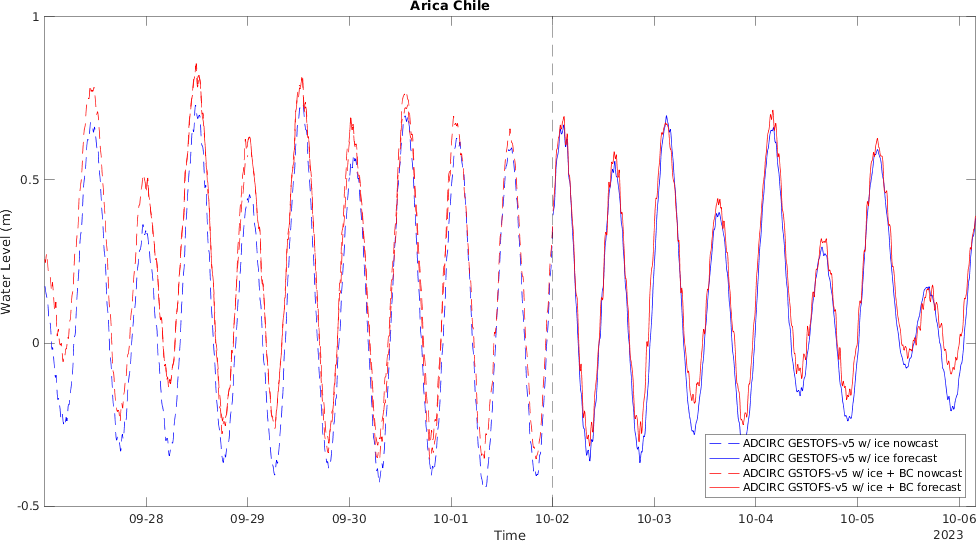 Arica Chile
1
0.5
0
-0.5
Water Level (m)
09-28
09-29
09-30
10-01
10-02
10-03
10-04
10-05
10-06
2023
Time
ADCIRC GESTOFS-v5 w/ ice nowcast
ADCIRC GESTOFS-v5 w/ ice forecast
ADCIRC GSTOFS-v5 w/ ice + BC nowcast
ADCIRC GSTOFS-v5 w/ ice + BC forecast